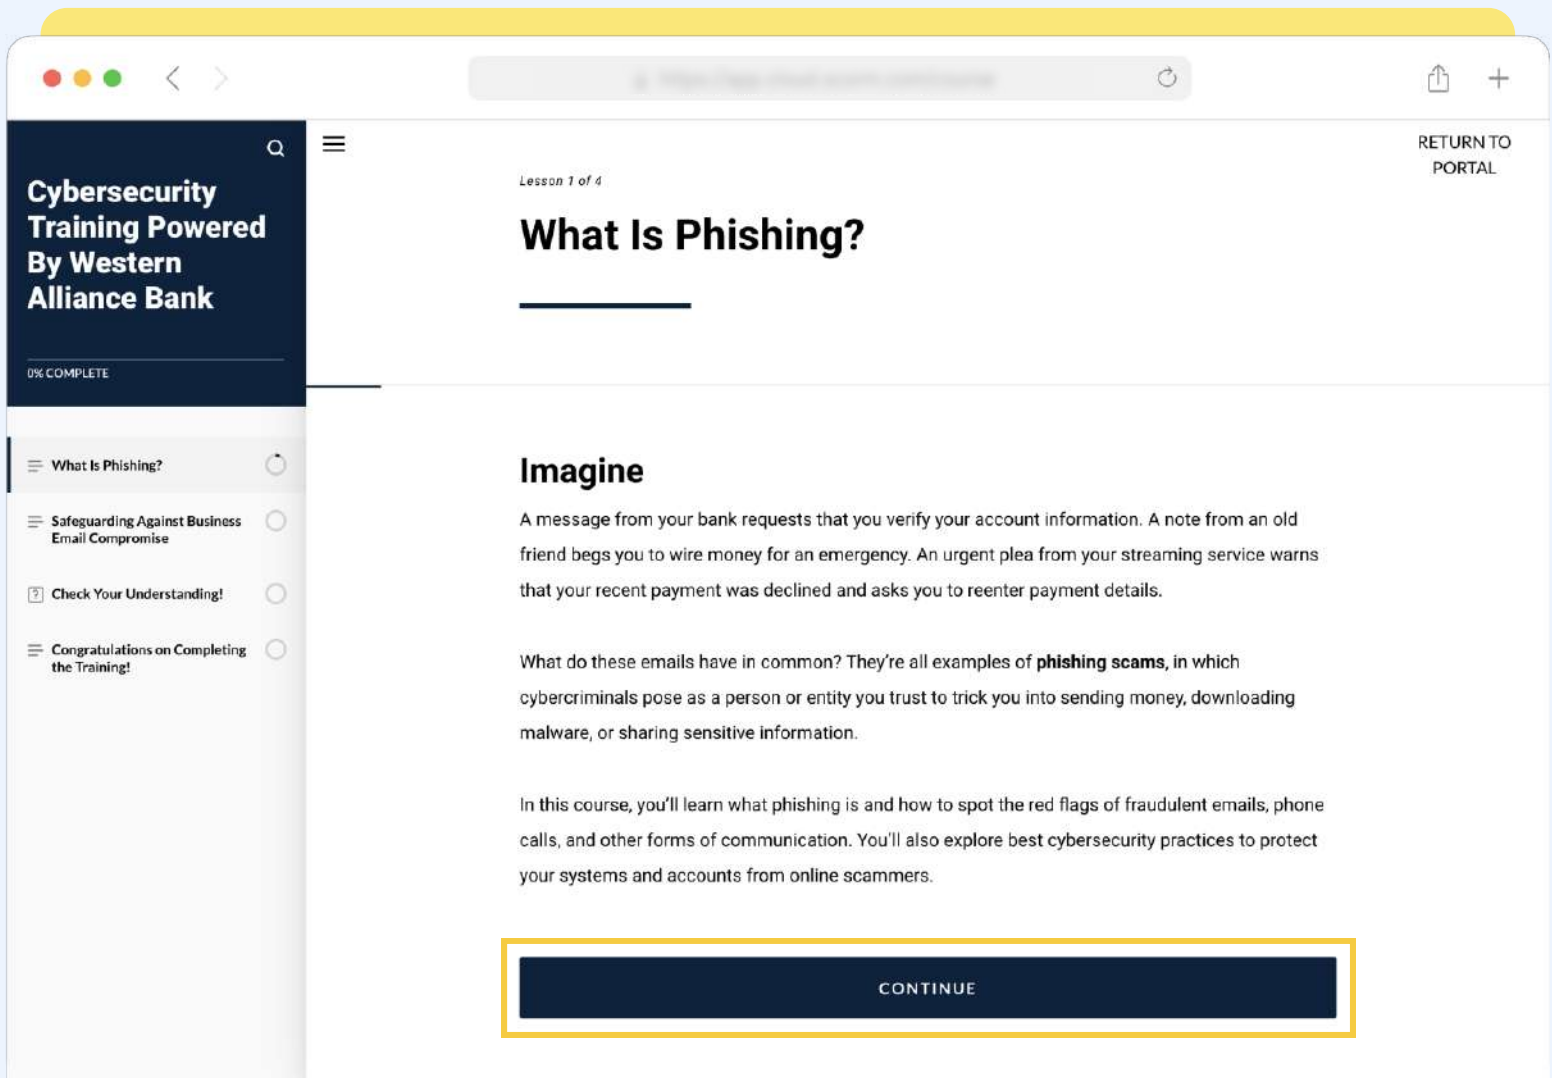 RETURN TO
PORTAL
Cybersecurity
Training Powered
By Western
Alliance Bank
0% COMPLETE
What Is Phishing?
Safeguarding Against Business
Email Compromise
?
Check Your Understanding!
Congratulations on Completing
the Training!
Lesson 1 of 4
What Is Phishing?
Imagine
A message from your bank requests that you verify your account information. A note from an old
friend begs you to wire money for an emergency. An urgent plea from your streaming service warns
that your recent payment was declined and asks you to reenter payment details.
What do these emails have in common? They're all examples of phishing scams, in which
cybercriminals pose as a person or entity you trust to trick you into sending money, downloading
malware, or sharing sensitive information.
In this course, you'll learn what phishing is and how to spot the red flags of fraudulent emails, phone
calls, and other forms of communication. You'll also explore best cybersecurity practices to protect
your systems and accounts from online scammers.
CONTINUE